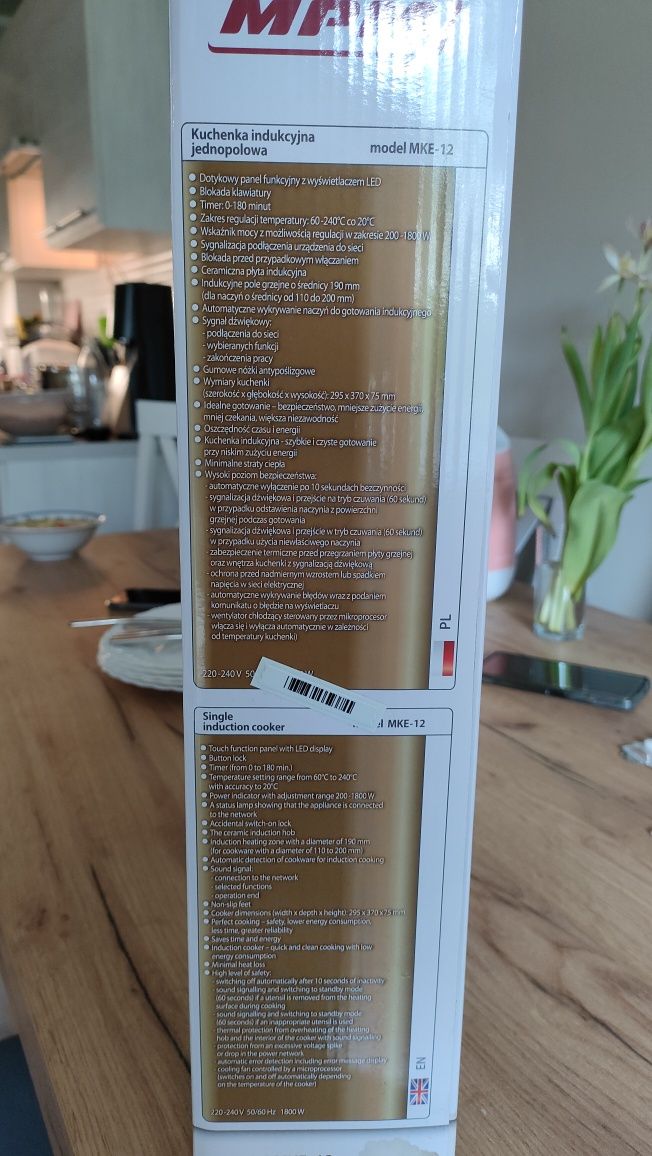 Kuchenka indukcyjna
jednopolowa
model MKE-12
Dotykowy panel funkcyjny z wyświetlaczem LED
Blokada klawiatury
Timer: 0-180 minut
Zakres regulacji temperatury: 60 -240°C co 20°C
Wskaźnik mocy z możliwością regulacji w zakresie 200 -1800 W
Sygnalizacja podłączenia urządzenia do sieci
Blokada przed przypadkowym włączaniem
Ceramiczna płyta indukcyjna
Indukcyjne pole grzejne o średnicy 190 mm
(dla naczyń o średnicy od 110 do 200 mm)
Automatyczne wykrywanie naczyń do gotowania indukcyjnego
Sygnał dźwiękowy:
- podłączenia do sieci
- wybieranych funkcji
- zakończenia pracy
Gumowe nóżki antypoślizgowe
Wymiary kuchenki
(szerokość x głębokość x wysokość): 295 x 370 x 75 mm
Idealne gotowanie – bezpieczeństwo, mniejsze zużycie energii,
mniej czekania, większa niezawodność
Oszczędność czasu i energii
Kuchenka indukcyjna - szybkie i czyste gotowanie
przy niskim zużyciu energii
Minimalne straty ciepła
Wysoki poziom bezpieczeństwa:
- automatyczne wyłączenie po 10 sekundach bezczynności
- sygnalizacja dźwiękowa i przejście na tryb czuwania (60 sekund)
w przypadku odstawienia naczynia z powierzchni
grzejnej podczas gotowania
- sygnalizacja dźwiękowa i przejście w tryb czuwania (60 sekund)
w przypadku użycia niewłaściwego naczynia
- zabezpieczenie termiczne przed przegrzaniem płyty grzejnej
oraz wnętrza kuchenki z sygnalizacją dźwiękową
- ochrona przed nadmiernym wzrostem lub spadkiem
napięcia w sieci elektrycznej
- automatyczne wykrywanie błędów wraz z podaniem
komunikatu o błędzie na wyświetlaczu
- wentylator chłodzący sterowany przez mikroprocesor
włącza się i wyłącza automatycznie w zależności
od temperatury kuchenki)
PL
220 -240 V 50
W
Single
induction cooker
MKE-12
Touch function panel with LED display
Button lock
Timer (from 0 to 180 min.)
Temperature setting range from 60°C to 240°C
with accuracy to 20°C
Power indicator with adjustment range 200 -1800 W
A status lamp showing that the appliance is connected
to the network
Accidental switch-on lock
The ceramic induction hob
Induction heating zone with a diameter of 190 mm
(for cookware with a diameter of 110 to 200 mm)
Automatic detection of cookware for induction cooking
Sound signal:
- connection to the network
- selected functions
- operation end
Non-slip feet
Cooker dimensions (width x depth x height): 295 x 370 x 75 mm
Perfect cooking – safety, lower energy consumption,
less time, greater reliability
Saves time and energy
Induction cooker – quick and clean cooking with low
energy consumption
Minimal heat loss
High level of safety:
- switching off automatically after 10 seconds of inactivity
- sound signalling and switching to standby mode
(60 seconds) if a utensil is removed from the heating
surface during cooking
- sound signalling and switching to standby mode
(60 seconds) if an inappropriate utensil is used
thermal protection from overheating of the heating
hob and the interior of the cooker with sound signalling
- protection from an excessive voltage spike
or drop in the power network
- automatic error detection including error message display
- cooling fan controlled by a microprocessor
(switches on and off automatically depending
on the temperature of the cooker)
EN
220 -240 V 50/60 Hz 1800 W